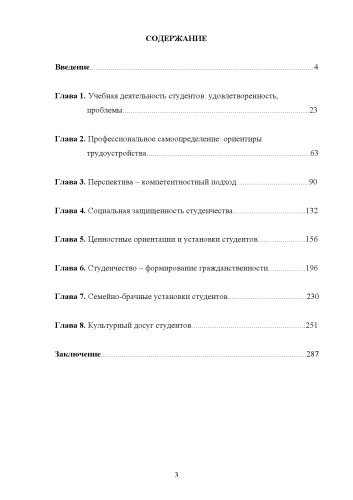 СОДЕРЖАНИЕ
Введение....................................................................................................4
Глава 1. Учебная деятельность студентов: удовлетворенность,
проблемы....................................................................................23
Глава 2. Профессиональное самоопределение: ориентиры
трудоустройства.........................................................................63
Глава 3. Перспектива – компетентностный подход................................90
Глава 4. Социальная защищенность студенчества................................132
Глава 5. Ценностные ориентации и установки студентов.....................156
Глава 6. Студенчество – формирование гражданственности................196
Глава 7. Семейно-брачные установки студентов...................................230
Глава 8. Культурный досуг студентов...................................................251
Заключение............................................................................................287
3